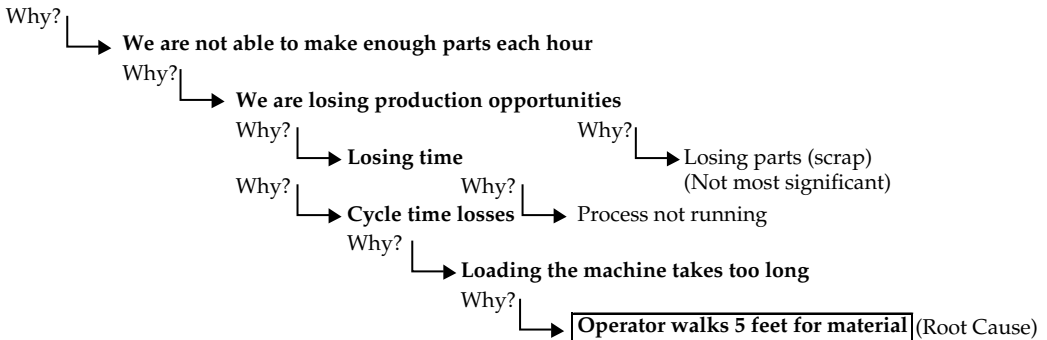 Why?
We are not able to make enough parts each hour
Why?
We are losing production opportunities
Why? Why?
Losing time Losing parts (scrap)
(Not most significant)
Why? Why?
Cycle time losses Process not running
Why?
Loading the machine takes too long
Why?
Operator walks 5 feet for material (Root Cause)